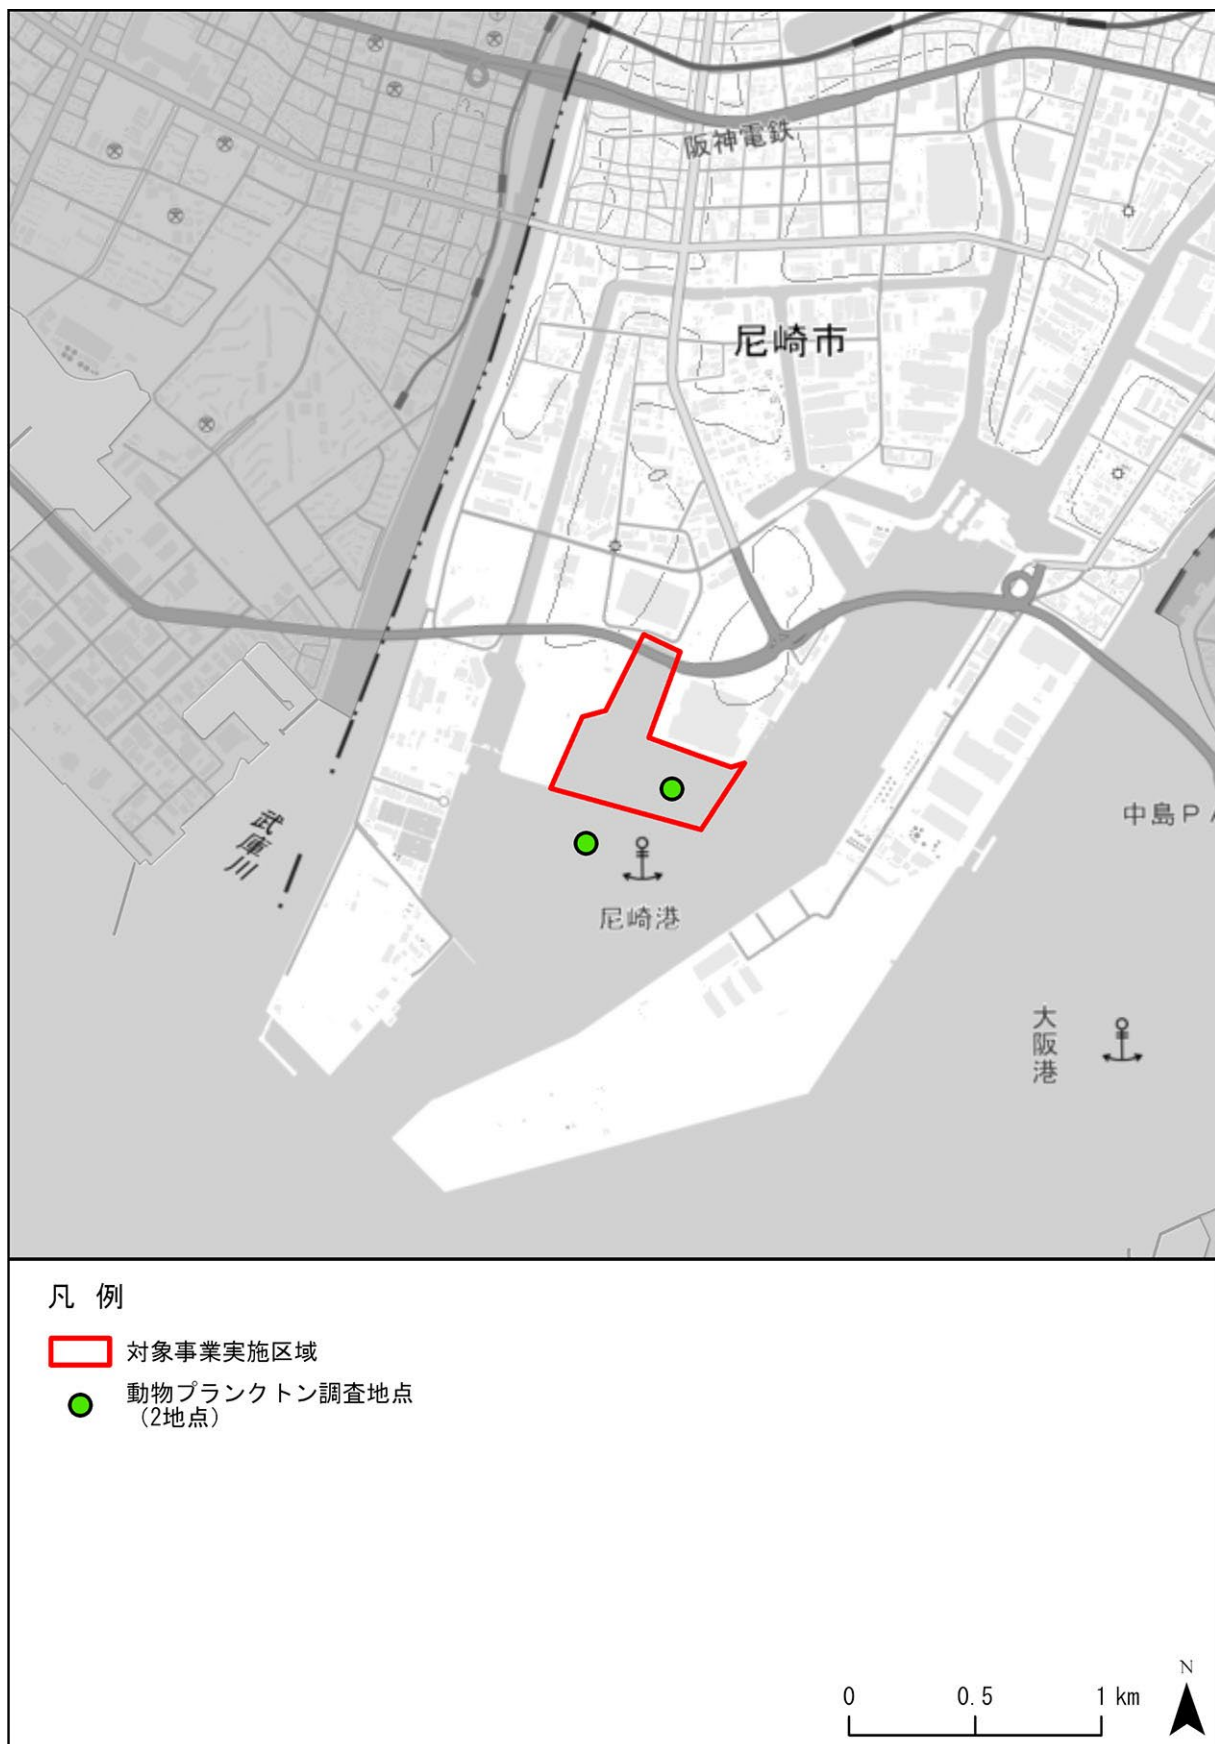 阪神電鉄
尼崎市
武庫川
中島PA
尼崎港
大阪港
凡 例
対象事業実施区域
動物プランクトン調査地点
（2地点）
N
0 0.5 1 km